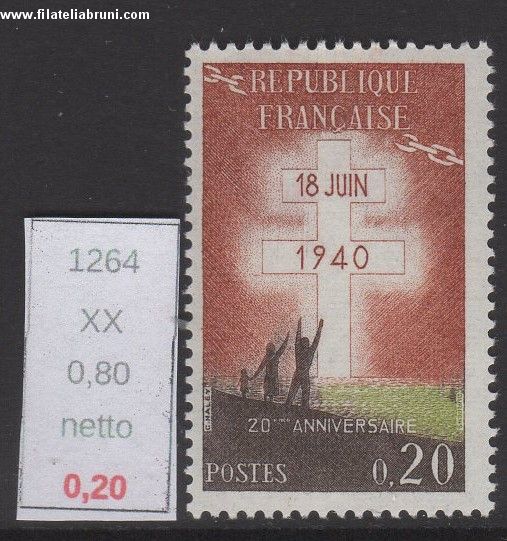 www.filateliabruni.com
REPUBLIQUE
FRANÇAISE
18 JUIN
1940
20ème ANNIVERSAIRE
POSTES
0,20
1264
XX
0,80
netto
0,20